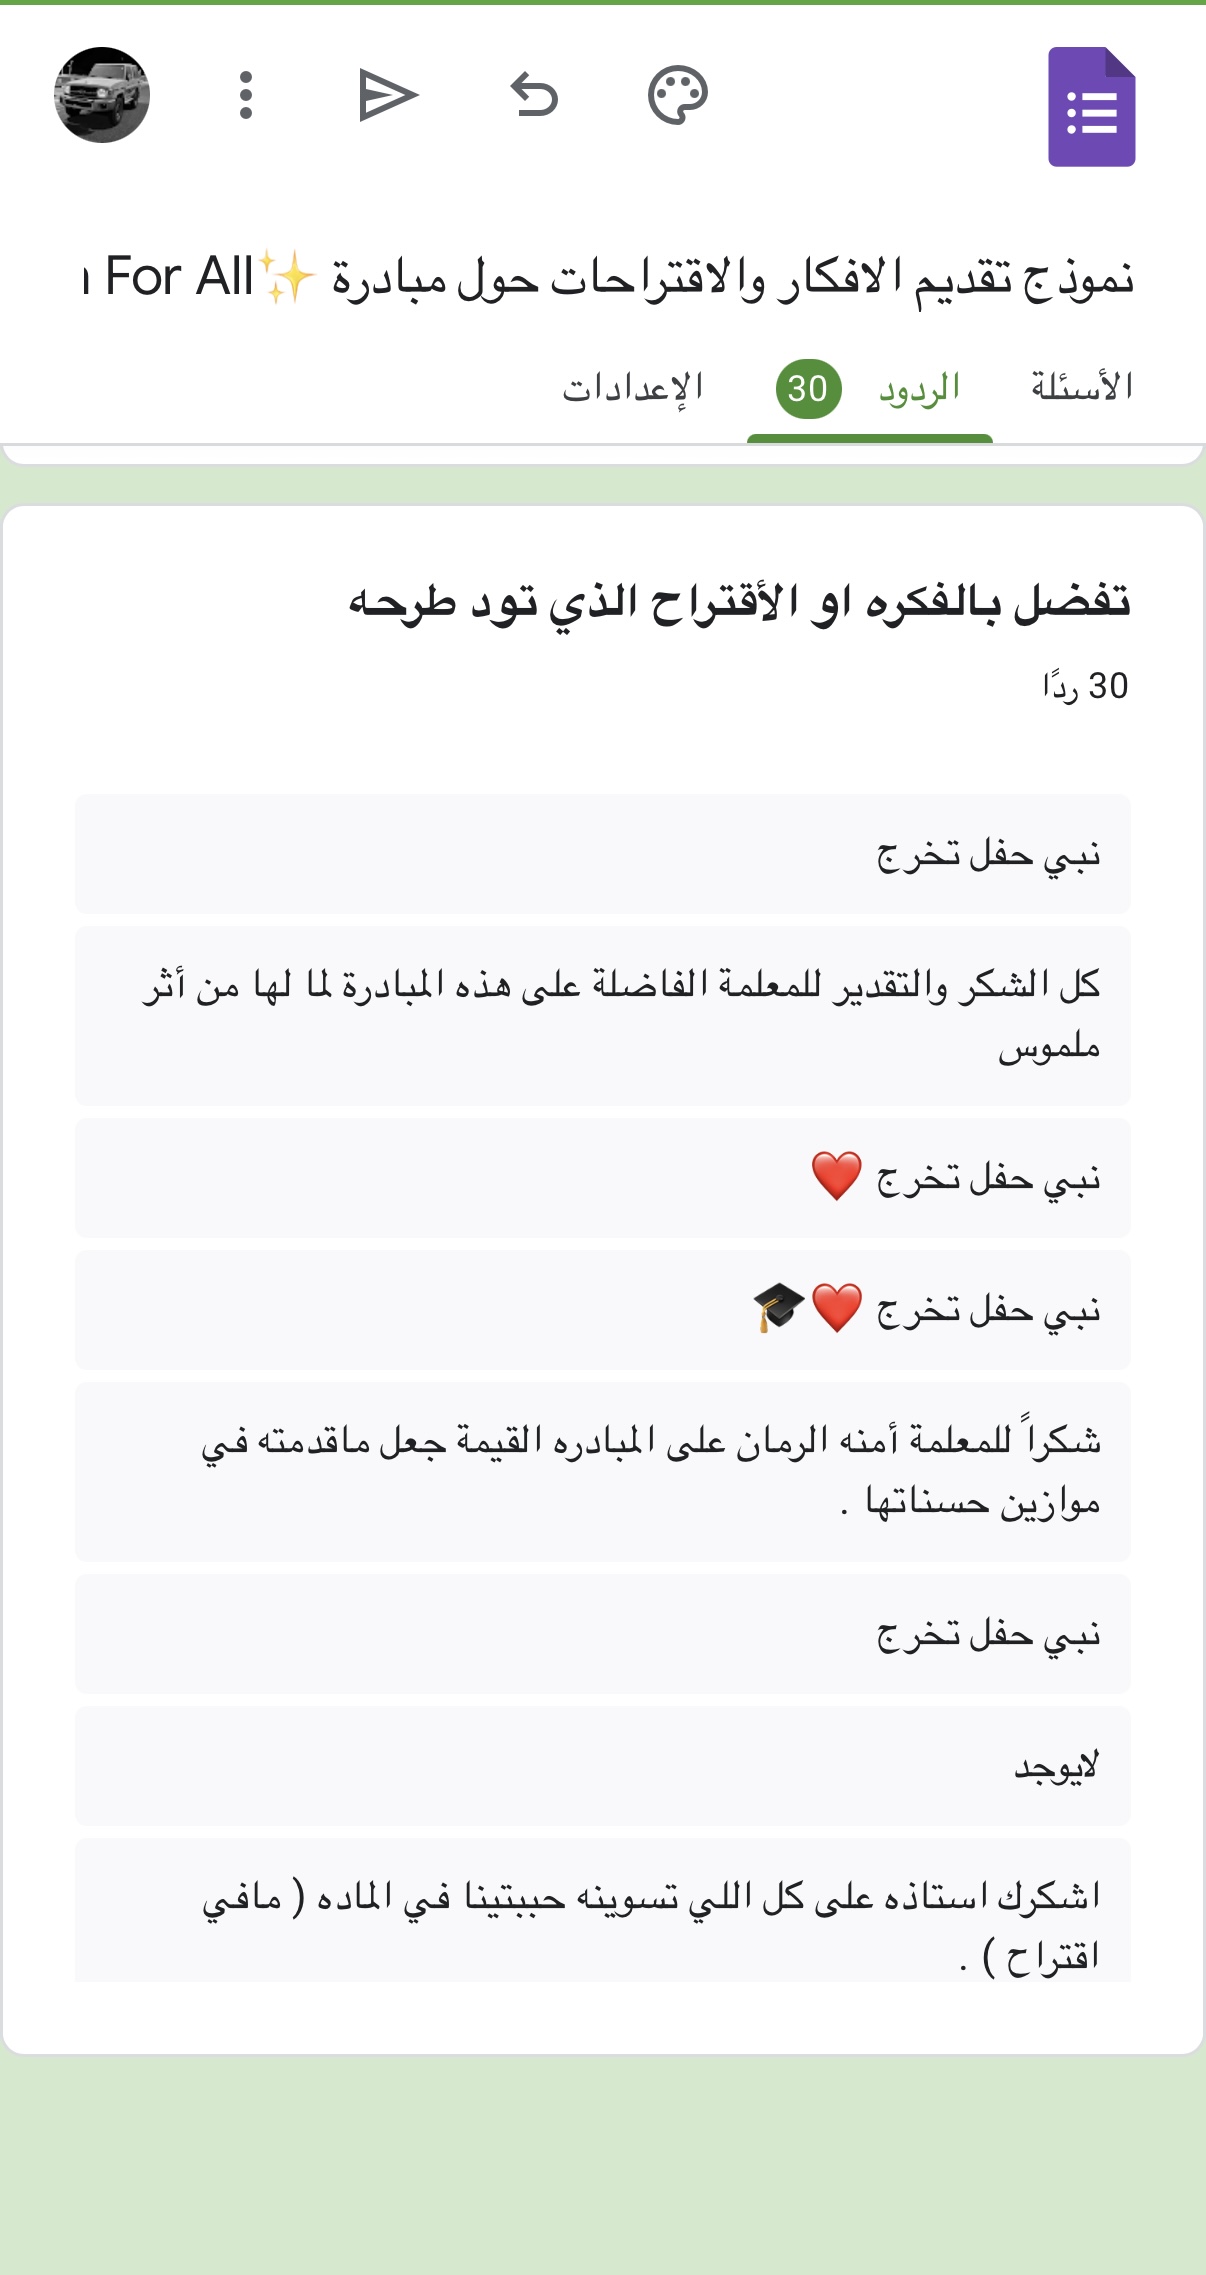 نموذج تقديم الافكار والاقتراحات حول مبادرة ✨For All
الأسئلة
الردود
30
الإعدادات
تفضل بالفكره او الأقتراح الذي تود طرحه
30 ردًا
نبي حفل تخرج
كل الشكر والتقدير للمعلمة الفاضلة على هذه المبادرة لما لها من أثر
ملموس
نبي حفل تخرج ❤️
نبي حفل تخرج ❤️🎓
شكراً للمعلمة أمنه الرمان على المبادره القيمة جعل ماقدمته في
موازين حسناتها .
نبي حفل تخرج
لايوجد
اشكرك استاذه على كل اللي تسوينه حببتينا في الماده ( مافي
اقتراح ) .